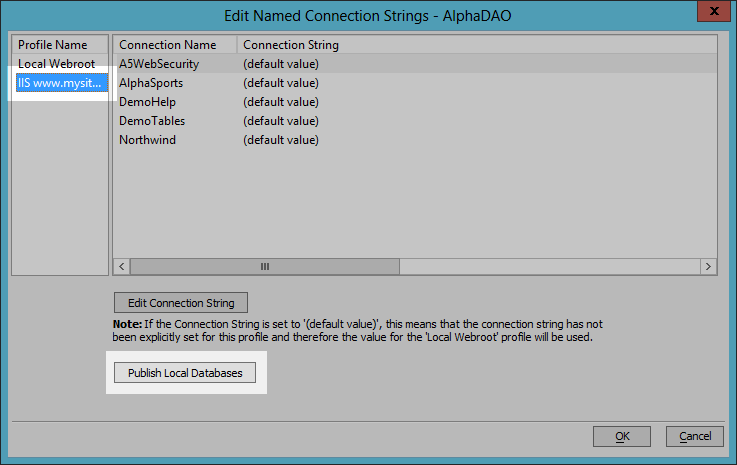 Edit Named Connection Strings - AlphaDAO
x
Profile Name
Local Webroot
IIS www.mysit...
Connection Name Connection String
A5WebSecurity (default value)
AlphaSports (default value)
DemoHelp (default value)
DemoTables (default value)
Northwind (default value)
Edit Connection String
Note: If the Connection String is set to '(default value)', this means that the connection string has not
been explicitly set for this profile and therefore the value for the 'Local Webroot' profile will be used.
Publish Local Databases
OK Cancel